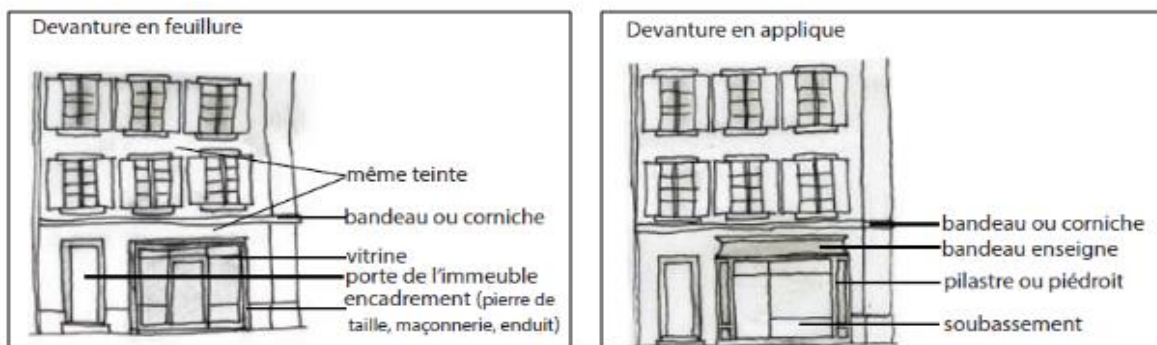 Devanture en feuillure
même teinte
bandeau ou corniche
vitrine
porte de l'immeuble
encadrement (pierre de
taille, maçonnerie, enduit)
Devanture en applique
bandeau ou corniche
bandeau enseigne
pilastre ou piédroit
soubassement